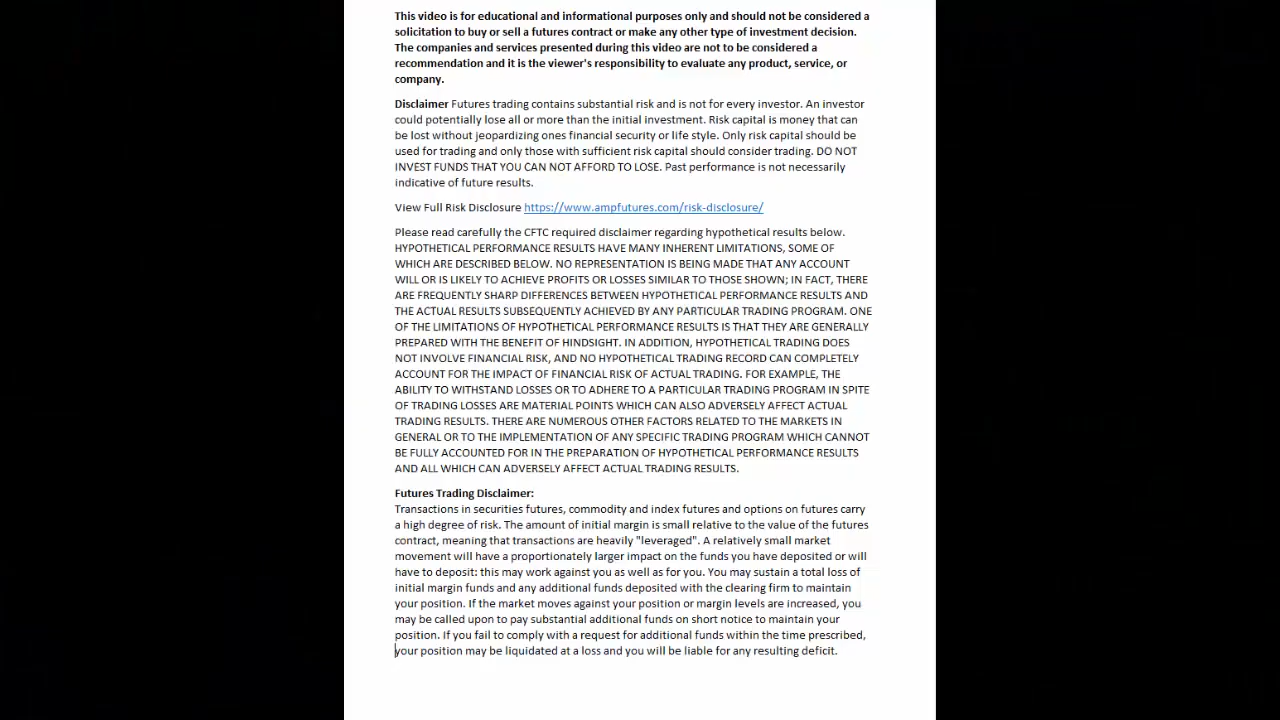 This video is for educational and informational purposes only and should not be considered a
solicitation to buy or sell a futures contract or make any other type of investment decision.
The companies and services presented during this video are not to be considered a
recommendation and it is the viewer's responsibility to evaluate any product, service, or
company.
Disclaimer Futures trading contains substantial risk and is not for every investor. An investor
could potentially lose all or more than the initial investment. Risk capital is money that can
be lost without jeopardizing ones financial security or life style. Only risk capital should be
used for trading and only those with sufficient risk capital should consider trading. DO NOT
INVEST FUNDS THAT YOU CAN NOT AFFORD TO LOSE. Past performance is not necessarily
indicative of future results.
View Full Risk Disclosure https://www.ampfutures.com/risk-disclosure/
Please read carefully the CFTC required disclaimer regarding hypothetical results below.
HYPOTHETICAL PERFORMANCE RESULTS HAVE MANY INHERENT LIMITATIONS, SOME OF
WHICH ARE DESCRIBED BELOW. NO REPRESENTATION IS BEING MADE THAT ANY ACCOUNT
WILL OR IS LIKELY TO ACHIEVE PROFITS OR LOSSES SIMILAR TO THOSE SHOWN; IN FACT, THERE
ARE FREQUENTLY SHARP DIFFERENCES BETWEEN HYPOTHETICAL PERFORMANCE RESULTS AND
THE ACTUAL RESULTS SUBSEQUENTLY ACHIEVED BY ANY PARTICULAR TRADING PROGRAM. ONE
OF THE LIMITATIONS OF HYPOTHETICAL PERFORMANCE RESULTS IS THAT THEY ARE GENERALLY
PREPARED WITH THE BENEFIT OF HINDSIGHT. IN ADDITION, HYPOTHETICAL TRADING DOES
NOT INVOLVE FINANCIAL RISK, AND NO HYPOTHETICAL TRADING RECORD CAN COMPLETELY
ACCOUNT FOR THE IMPACT OF FINANCIAL RISK OF ACTUAL TRADING. FOR EXAMPLE, THE
ABILITY TO WITHSTAND LOSSES OR TO ADHERE TO A PARTICULAR TRADING PROGRAM IN SPITE
OF TRADING LOSSES ARE MATERIAL POINTS WHICH CAN ALSO ADVERSELY AFFECT ACTUAL
TRADING RESULTS. THERE ARE NUMEROUS OTHER FACTORS RELATED TO THE MARKETS IN
GENERAL OR TO THE IMPLEMENTATION OF ANY SPECIFIC TRADING PROGRAM WHICH CANNOT
BE FULLY ACCOUNTED FOR IN THE PREPARATION OF HYPOTHETICAL PERFORMANCE RESULTS
AND ALL WHICH CAN ADVERSELY AFFECT ACTUAL TRADING RESULTS.
Futures Trading Disclaimer:
Transactions in securities futures, commodity and index futures and options on futures carry
a high degree of risk. The amount of initial margin is small relative to the value of the futures
contract, meaning that transactions are heavily "leveraged". A relatively small market
movement will have a proportionately larger impact on the funds you have deposited or will
have to deposit: this may work against you as well as for you. You may sustain a total loss of
initial margin funds and any additional funds deposited with the clearing firm to maintain
your position. If the market moves against your position or margin levels are increased, you
may be called upon to pay substantial additional funds on short notice to maintain your
position. If you fail to comply with a request for additional funds within the time prescribed,
your position may be liquidated at a loss and you will be liable for any resulting deficit.